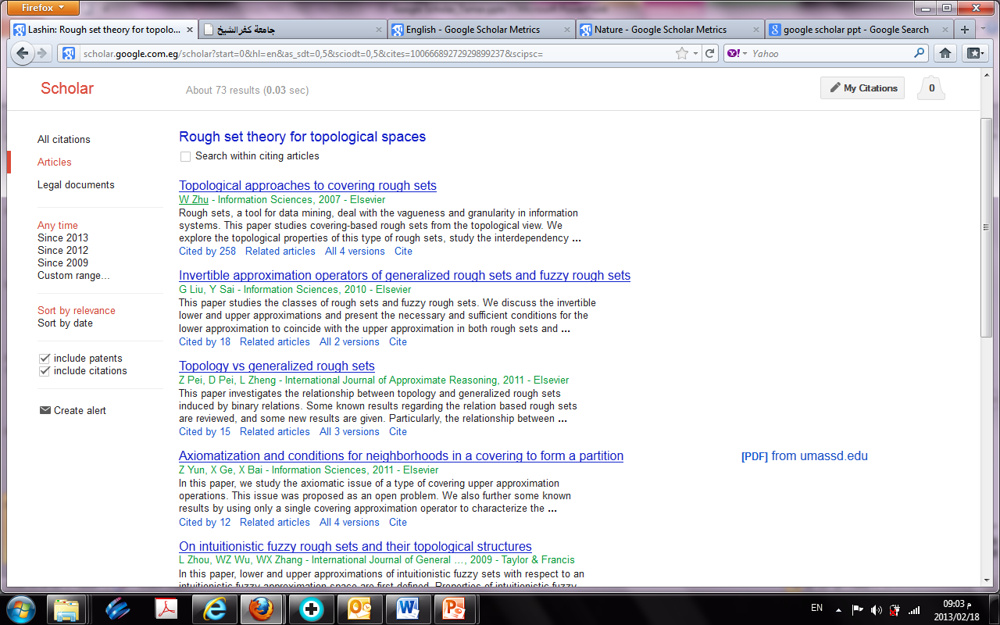 Firefox
Lashin: Rough set theory for topolo...
جامعة كفرالشيخ
English - Google Scholar Metrics
Nature - Google Scholar Metrics
google scholar ppt - Google Search
scholar.google.com.eg/scholar?start=0&hl=en&as_sdt=0,5&sciodt=0,5&cites=10066689272929899237&scipsc=
Yahoo
Scholar
About 73 results (0.03 sec)
My Citations
0
All citations
Articles
Legal documents
Any time
Since 2013
Since 2012
Since 2009
Custom range...
Sort by relevance
Sort by date
include patents
include citations
Create alert
Rough set theory for topological spaces
Search within citing articles
Topological approaches to covering rough sets
W Zhu - Information Sciences, 2007 - Elsevier
Rough sets, a tool for data mining, deal with the vagueness and granularity in information
systems. This paper studies covering-based rough sets from the topological view. We
explore the topological properties of this type of rough sets, study the interdependency ...
Cited by 258 Related articles All 4 versions Cite
Invertible approximation operators of generalized rough sets and fuzzy rough sets
G Liu, Y Sai - Information Sciences, 2010 - Elsevier
This paper studies the classes of rough sets and fuzzy rough sets. We discuss the invertible
lower and upper approximations and present the necessary and sufficient conditions for the
lower approximation to coincide with the upper approximation in both rough sets and ...
Cited by 18 Related articles All 2 versions Cite
Topology vs generalized rough sets
Z Pei, D Pei, L Zheng - International Journal of Approximate Reasoning, 2011 - Elsevier
This paper investigates the relationship between topology and generalized rough sets
induced by binary relations. Some known results regarding the relation based rough sets
are reviewed, and some new results are given. Particularly, the relationship between ...
Cited by 15 Related articles All 3 versions Cite
Axiomatization and conditions for neighborhoods in a covering to form a partition
[PDF] from umassd.edu
Z Yun, X Ge, X Bai - Information Sciences, 2011 - Elsevier
In this paper, we study the axiomatic issue of a type of covering upper approximation
operations. This issue was proposed as an open problem. We also further some known
results by using only a single covering approximation operator to characterize the ...
Cited by 12 Related articles All 4 versions Cite
On intuitionistic fuzzy rough sets and their topological structures
L Zhou, WZ Wu, WX Zhang - International Journal of General ..., 2009 - Taylor & Francis
In this paper, lower and upper approximations of intuitionistic fuzzy sets with respect to an
intuitionistic fuzzy approximation space are first defined. Properties of intuitionistic fuzzy
EN
09:03 م
2013/02/18